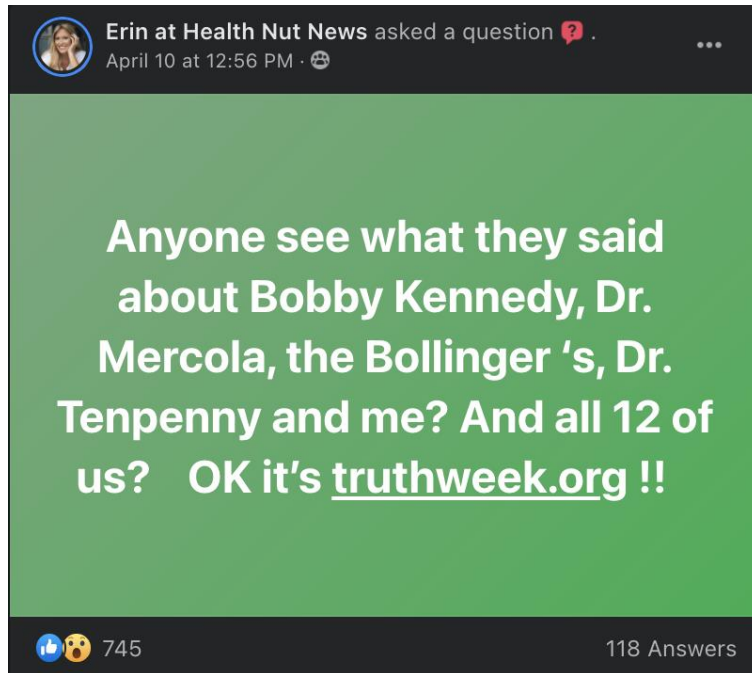 Erin at Health Nut News asked a question .
April 10 at 12:56 PM ·
Anyone see what they said
about Bobby Kennedy, Dr.
Mercola, the Bollinger ‘s, Dr.
Tenpenny and me? And all 12 of
us? OK it’s truthweek.org !!
745
118 Answers